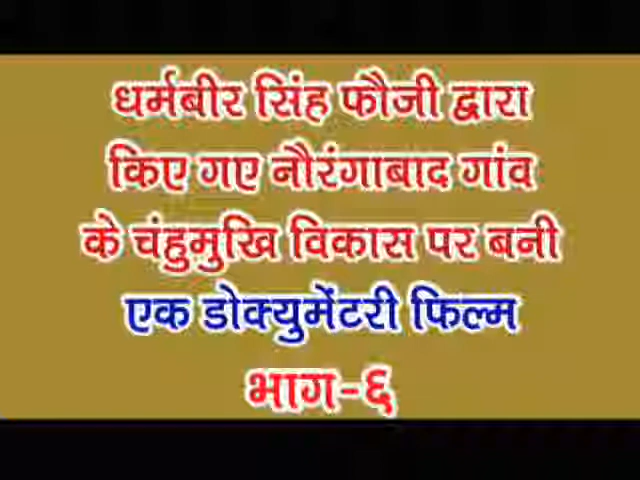 धर्मबीर सिंह फौजी द्वारा
किए गए नौरंगाबाद गांव
के चंहुमुखि विकास पर बनी
एक डोक्युमेंटरी फिल्म
भाग-६